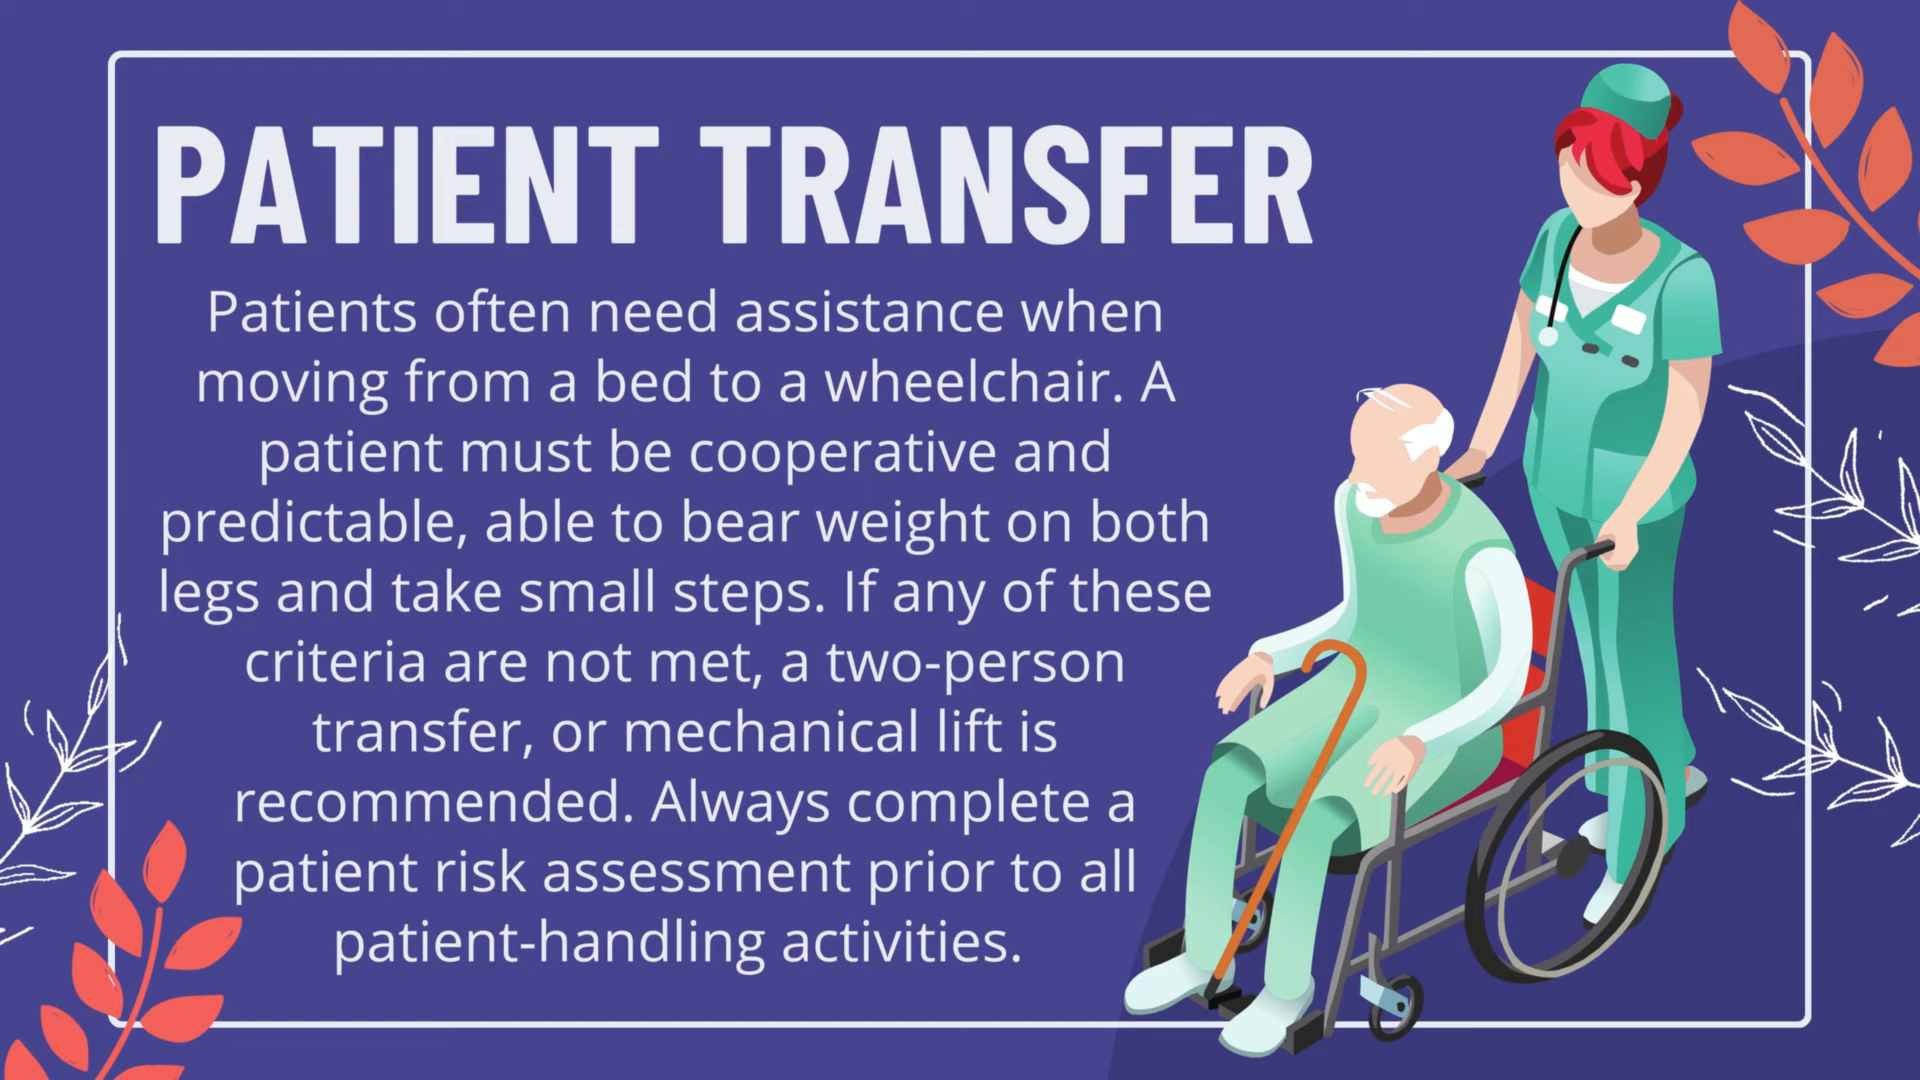 PATIENT TRANSFER
Patients often need assistance when
moving from a bed to a wheelchair. A
patient must be cooperative and
predictable, able to bear weight on both
legs and take small steps. If any of these
criteria are not met, a two-person
transfer, or mechanical lift is
recommended. Always complete a
patient risk assessment prior to all
patient-handling activities.